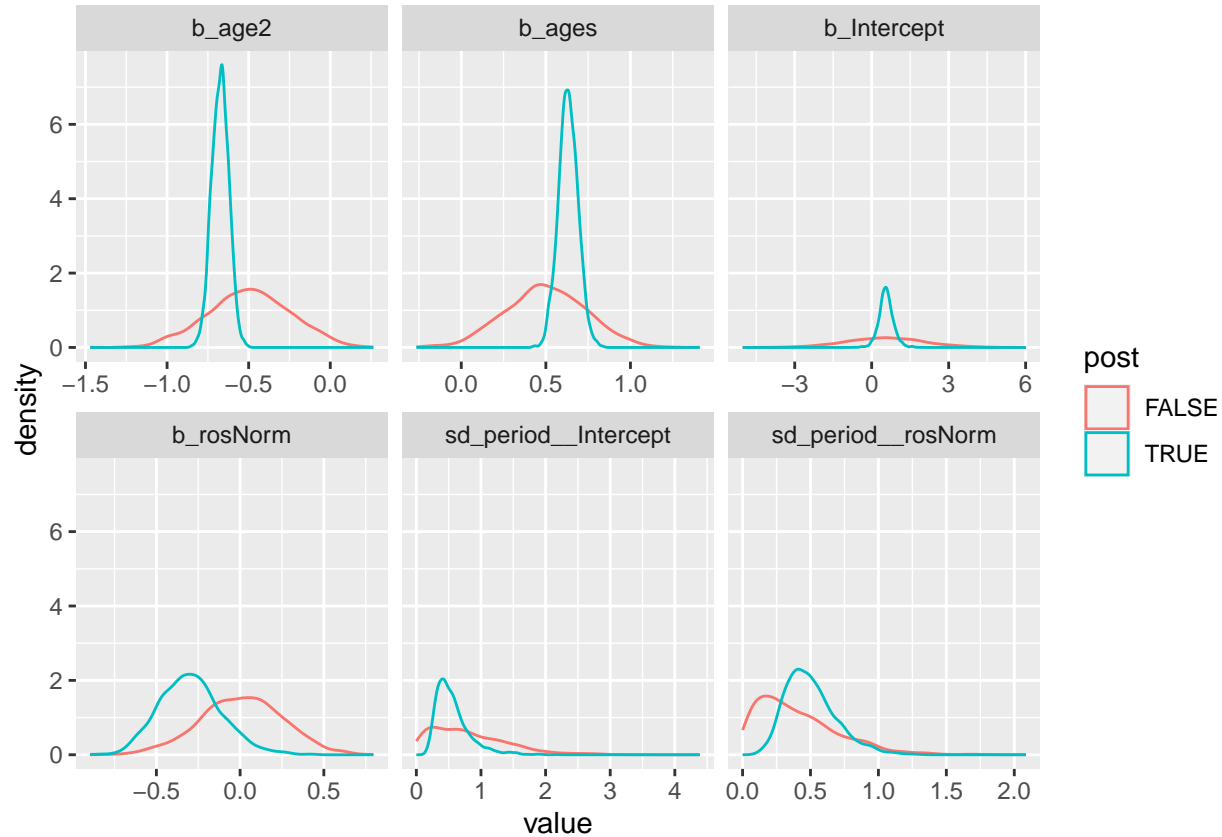 b_age2 b_ages b_Intercept
density
6
4
2
0
−1.5 −1.0 −0.5 0.0 0.0 0.5 1.0 −3 0 3 6
b_rosNorm sd_period__Intercept sd_period__rosNorm
6
4
2
0
−0.5 0.0 0.5 0 1 2 3 4 0.0 0.5 1.0 1.5 2.0
value
post
FALSE
TRUE